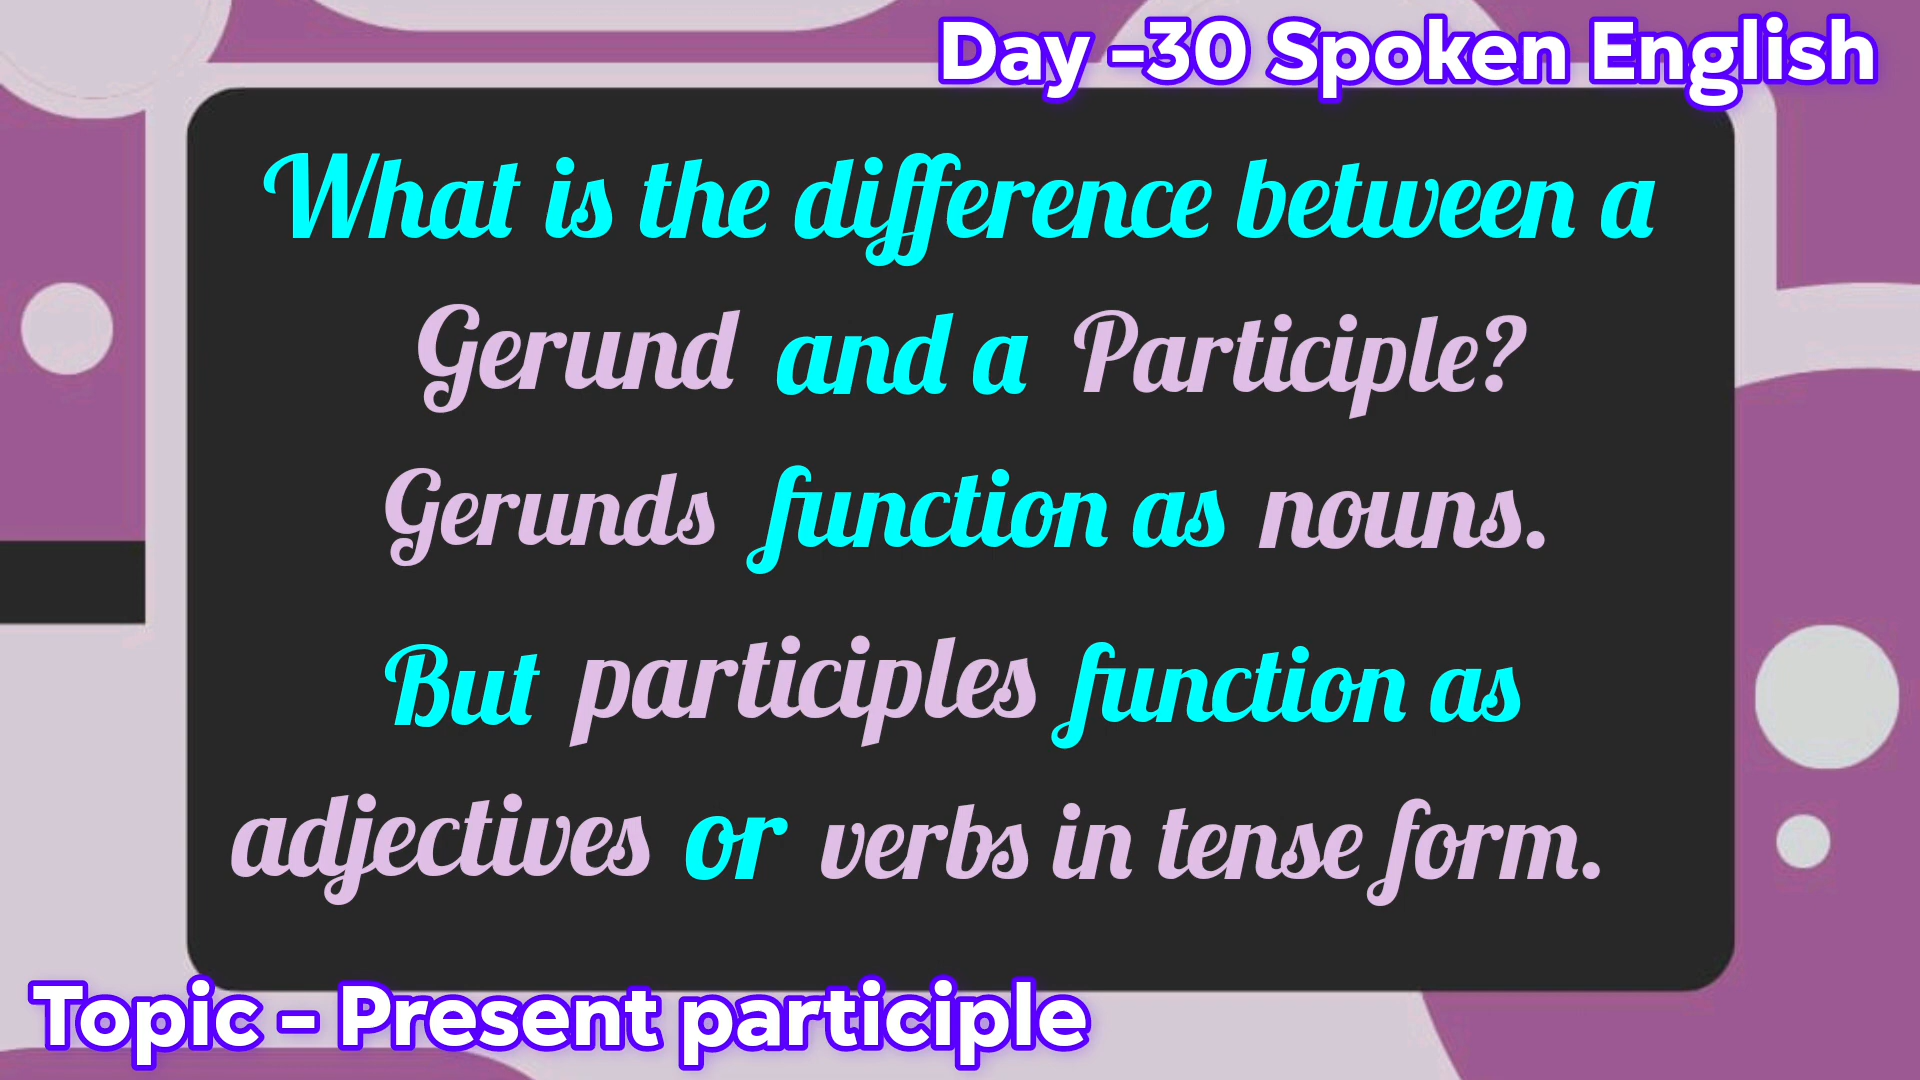 Day -30 Spoken English
What is the difference between a
Gerund and a Participle?
Gerunds function as nouns.
But participles function as
adjectives or verbs in tense form.
Topic - Present participle